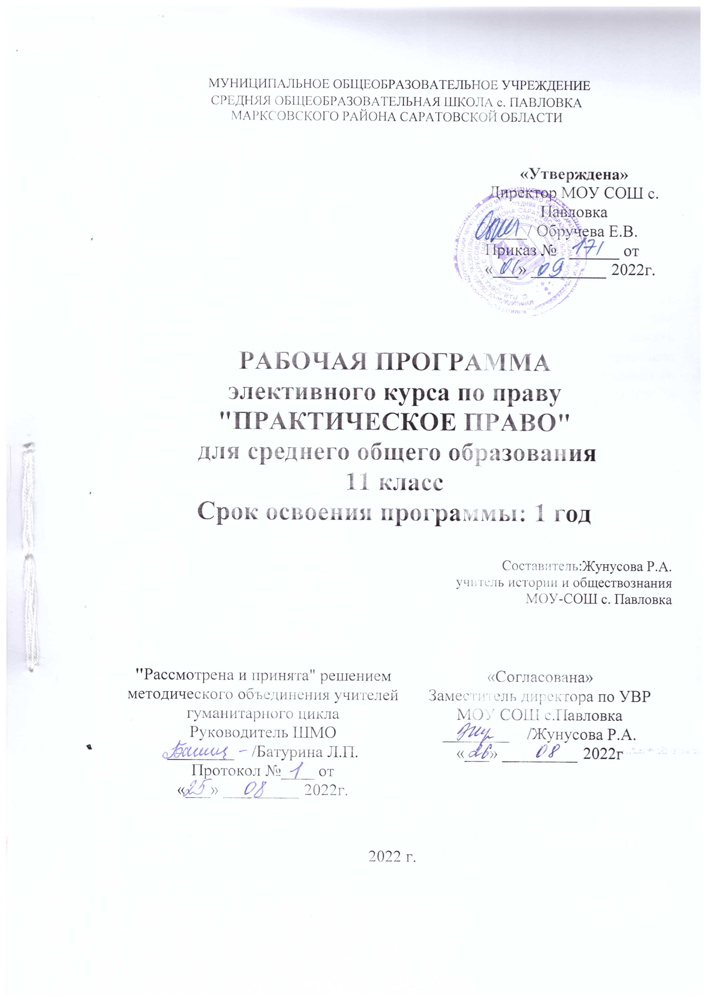 МУНИЦИПАЛЬНОЕ ОБЩЕОБРАЗОВАТЕЛЬНОЕ УЧРЕЖДЕНИЕ
СРЕДНЯЯ ОБЩЕОБРАЗОВАТЕЛЬНАЯ ШКОЛА с. ПАВЛОВКА
МАРКСОВСКОГО РАЙОНА САРАТОВСКОЙ ОБЛАСТИ
«Утверждена»
Директор МОУ СОШ с.
Павловка
______/ Обручева Е.В.
Приказ № 171 от
«01» 09 2022г.
РАБОЧАЯ ПРОГРАММА
элективного курса по праву
"ПРАКТИЧЕСКОЕ ПРАВО"
для среднего общего образования
11 класс
Срок освоения программы: 1 год
Составитель:Жунусова Р.А.
учитель истории и обществознания
МОУ-СОШ с. Павловка
"Рассмотрена и принята" решением
методического объединения учителей
гуманитарного цикла
Руководитель ШМО
________ /Батурина Л.П.
Протокол № 1 от
«25» 08 2022г.
«Согласована»
Заместитель директора по УВР
МОУ СОШ с.Павловка
________ /Жунусова Р.А.
«26» 08 2022г
2022 г.